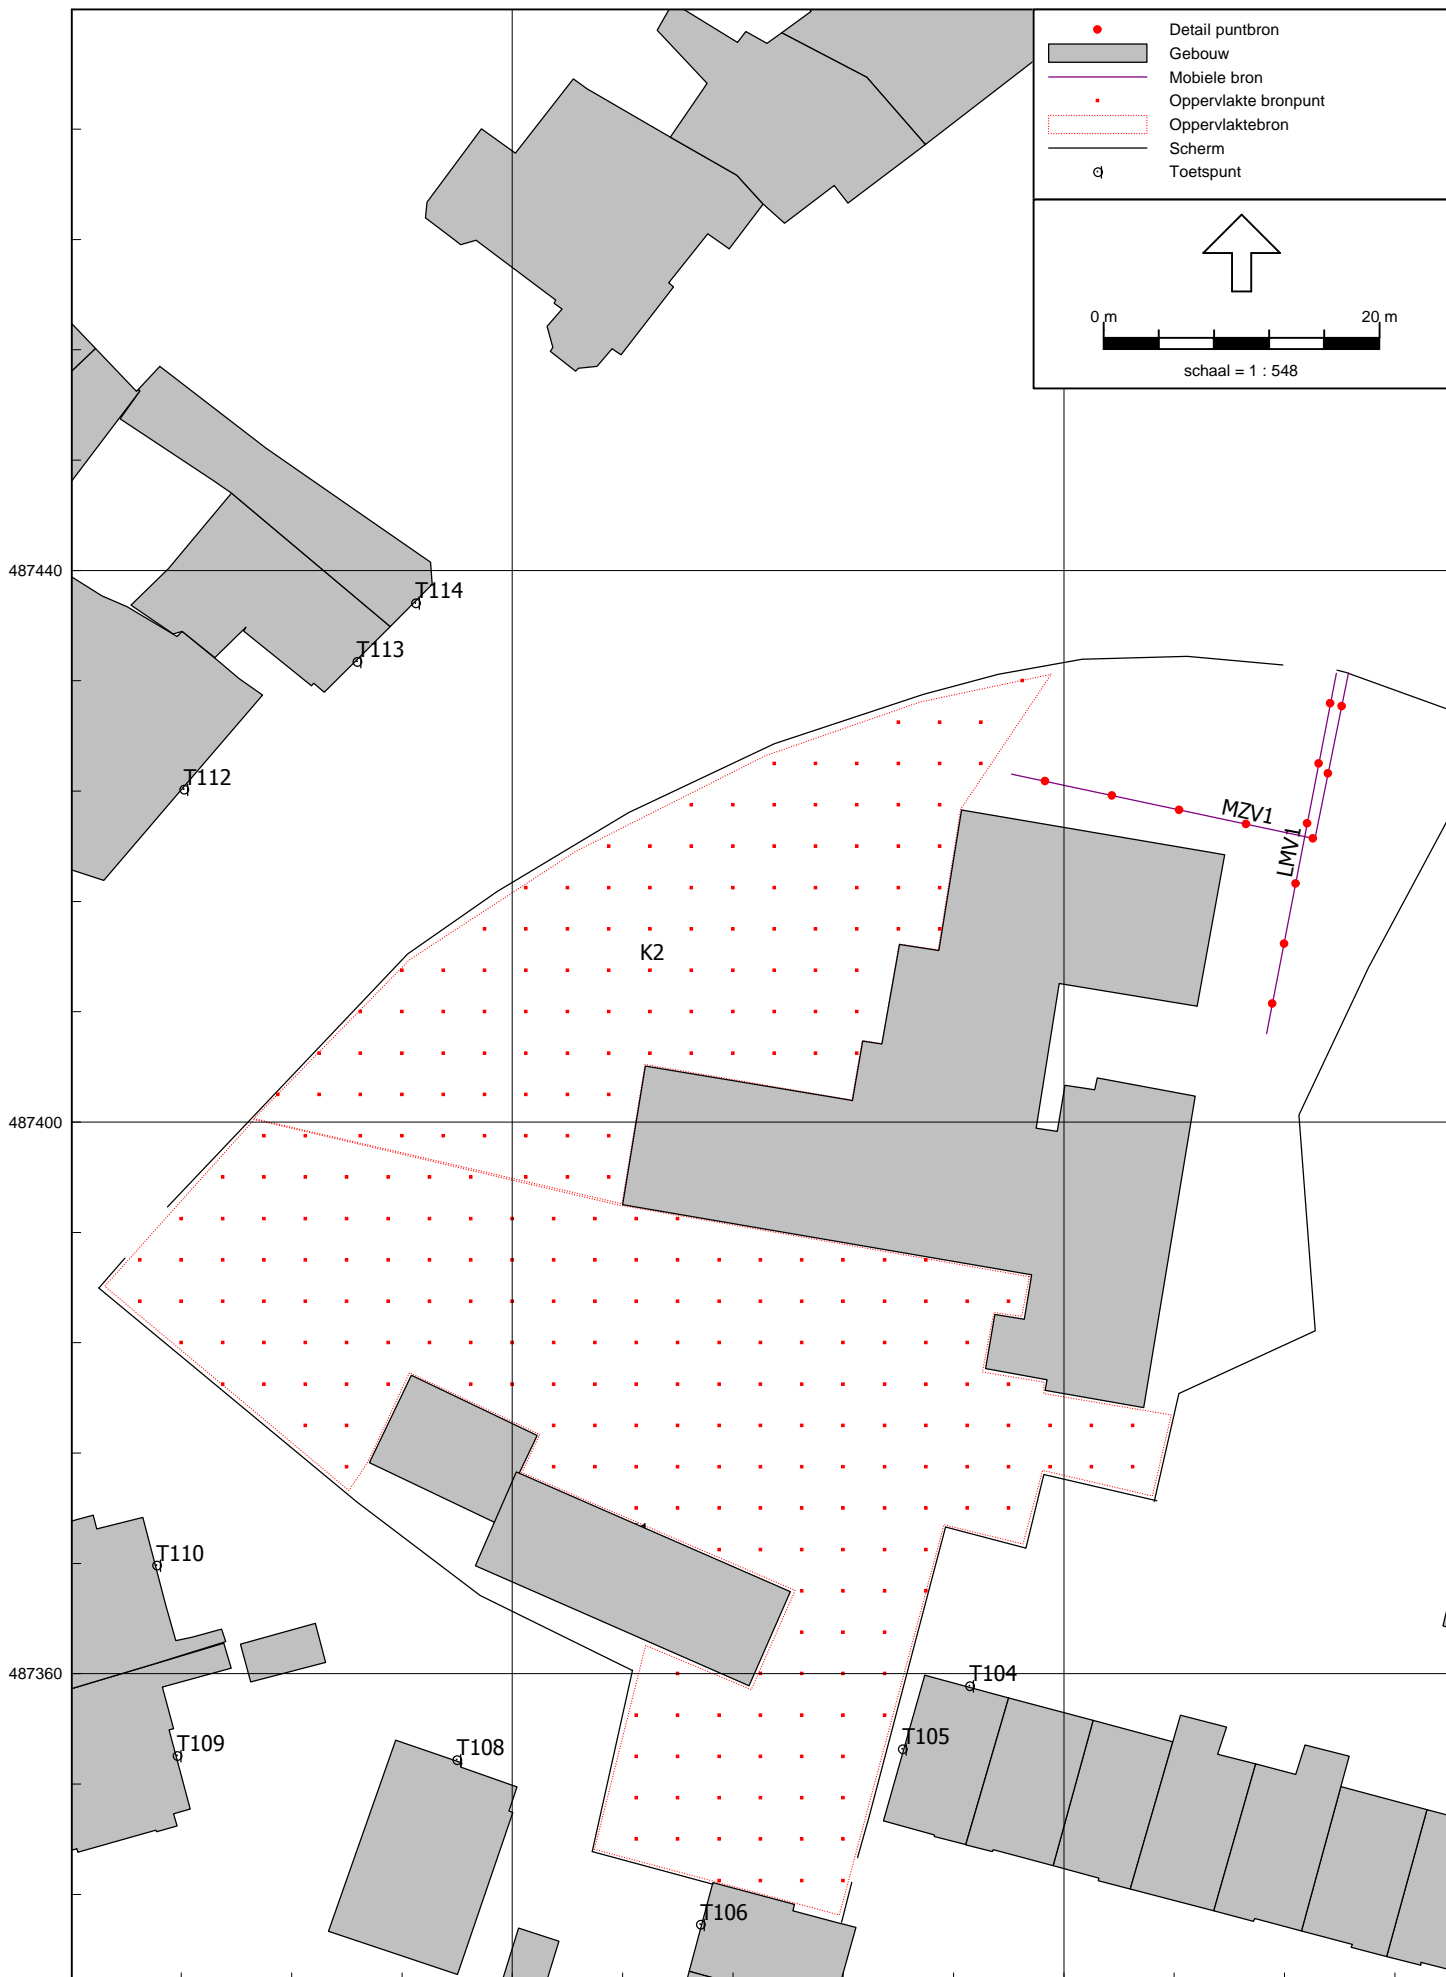 Detail puntbron
Gebouw
Mobiele bron
Oppervlakte bronpunt
Oppervlaktebron
Scherm
Toetspunt
0 m
20 m
schaal = 1 : 548
487440
T114
T113
T112
MZV1
LMV1
K2
487400
T110
487360
T104
T105
T109
T108
T106